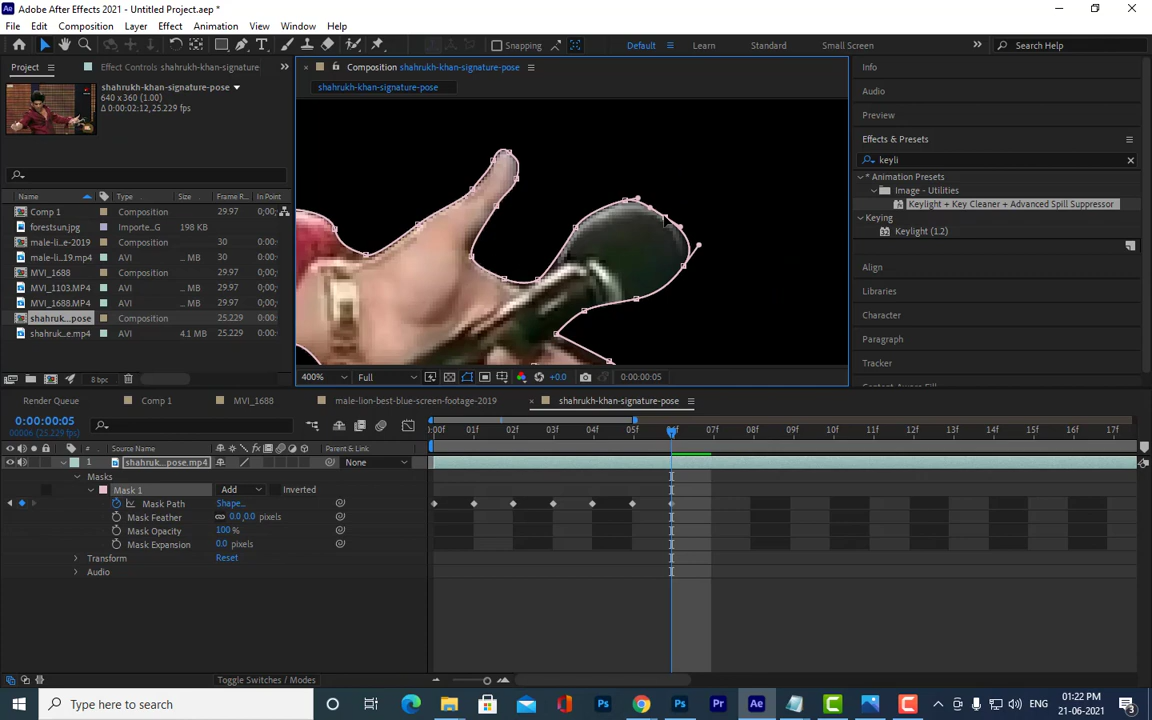 Adobe After Effects 2021 - Untitled Project.aep *
File Edit Composition Layer Effect Animation View Window Help
Snapping Default Learn Standard Small Screen Search Help
Project Effect Controls shahrukh-khan-signature
Composition shahrukh-khan-signature-pose
shahrukh-khan-signature-pose
shahrukh-khan-signature-pose
640 x 360 (1.00)
Δ 0:00:02:12, 25.229 fps
Name Type Size Frame R... In Point
Comp 1 Composition 29.97 0;00;
forestsun.jpg Importe...G 198 KB
male-li...e-2019 Composition 30 0:00:
male-li...19.mp4 AVI ... MB 30 0:00:
MVI_1688 Composition 29.97 0;00;
MVI_1103.MP4 AVI ... MB 29.97 0;00;
MVI_1688.MP4 AVI ... MB 29.97 0;00;
shahruk...pose Composition 25.229 0:00:
shahruk...e.mp4 AVI 4.1 MB 25.229 0:00:
8 bpc
400% Full +0.0 0:00:00:05
Info
Audio
Preview
Effects & Presets
keyli
* Animation Presets
Image - Utilities
Keylight + Key Cleaner + Advanced Spill Suppressor
Keying
Keylight (1.2)
Align
Libraries
Character
Paragraph
Tracker
Content-Aware Fill
Render Queue Comp 1 MVI_1688 male-lion-best-blue-screen-footage-2019 shahrukh-khan-signature-pose
0:00:00:05
00006 (25.229 fps)
:00f 01f 02f 03f 04f 05f 06f 07f 08f 09f 10f 11f 12f 13f 14f 15f 16f 17f
# Source Name Parent & Link
1 shahruk...pose.mp4 None
Masks
Mask 1 Add Inverted
Mask Path Shape...
Mask Feather 0.0,0.0 pixels
Mask Opacity 100%
Mask Expansion 0.0 pixels
Transform Reset
Audio
Toggle Switches / Modes
Type here to search
ENG
01:22 PM
21-06-2021
3